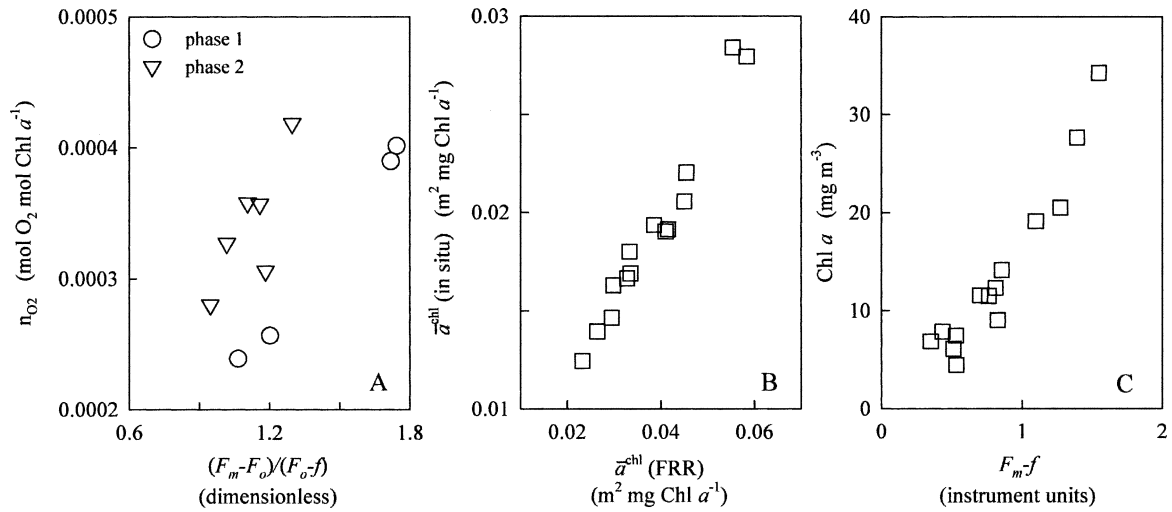 0.0005
0.0004
0.0003
0.0002
n_O2 (mol O₂ mol Chl a⁻¹)
phase 1
phase 2
A
0.6
1.2
1.8
(F_m-F_o)/(F_o-f)
(dimensionless)
0.03
0.02
0.01
a̅^chl (in situ) (m² mg Chl a⁻¹)
B
0.02
0.04
0.06
a̅^chl (FRR)
(m² mg Chl a⁻¹)
40
30
20
10
0
Chl a (mg m⁻³)
C
0
1
2
F_m-f
(instrument units)